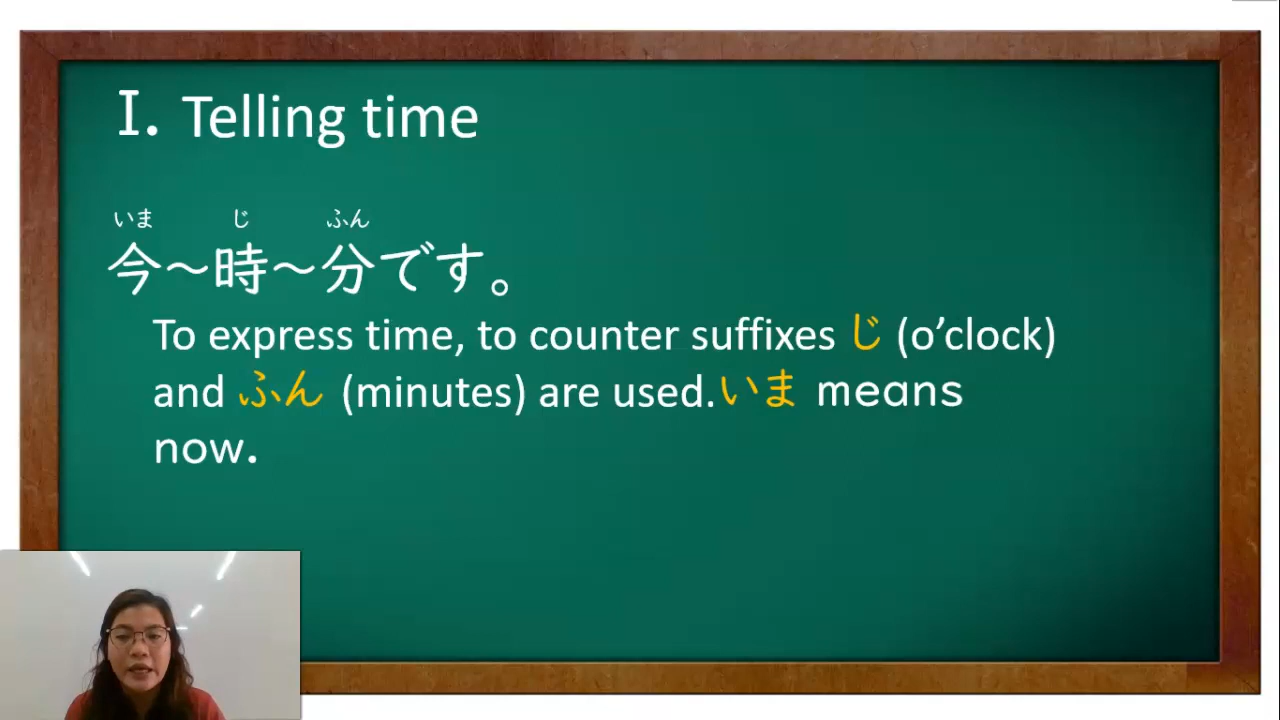 I. Telling time
いま じ ふん
今～時～分です。
To express time, to counter suffixes じ (o’clock)
and ふん (minutes) are used.いま means
now.